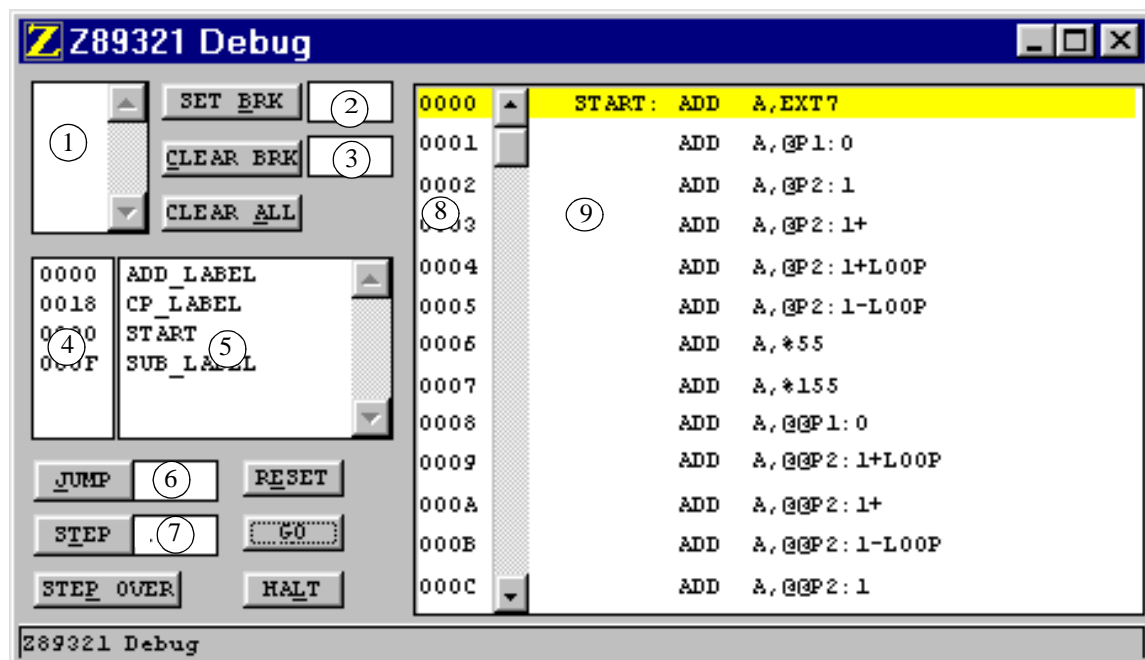 Z Z89321 Debug
1
SET BRK 2
CLEAR BRK 3
CLEAR ALL
0000 ADD_LABEL
0018 CP_LABEL
START
SUB_LABEL
4
5
JUMP 6 RESET
STEP 7 GO
STEP OVER HALT
0000 START: ADD A,EXT7
0001 ADD A,@P1:0
0002 ADD A,@P2:1
8 9 ADD A,@P2:1+
0004 ADD A,@P2:1+LOOP
0005 ADD A,@P2:1-LOOP
0006 ADD A,%55
0007 ADD A,%155
0008 ADD A,@@P1:0
0009 ADD A,@@P2:1+LOOP
000A ADD A,@@P2:1+
000B ADD A,@@P2:1-LOOP
000C ADD A,@@P2:1
Z89321 Debug